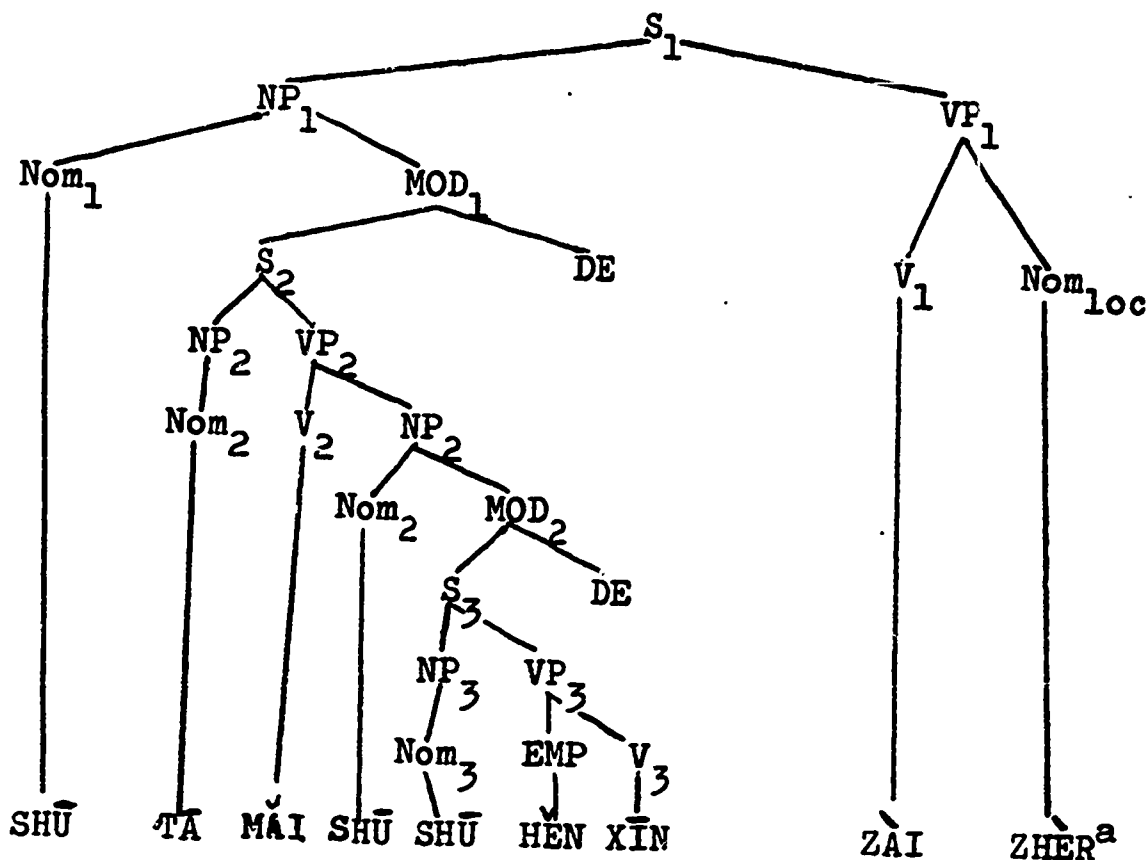 S₁
NP₁ VP₁
Nom₁ MOD₁
S₂ DE V₁ Nom_loc
NP₂ VP₂
Nom₂ V₂ NP₂
Nom₂ MOD₂
S₃ DE
NP₃ VP₃
Nom₃ EMP V₃
SHŪ TĀ MǍI SHŪ SHŪ HĚN XĪN ZÀI ZHÈRᵃ